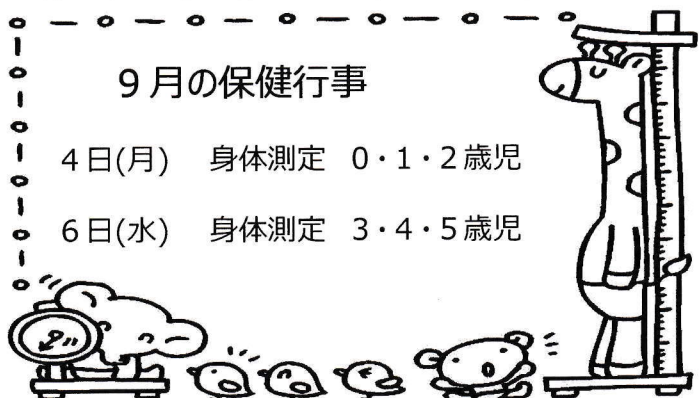 9月の保健行事
4日(月) 身体測定 0・1・2歳児
6日(水) 身体測定 3・4・5歳児